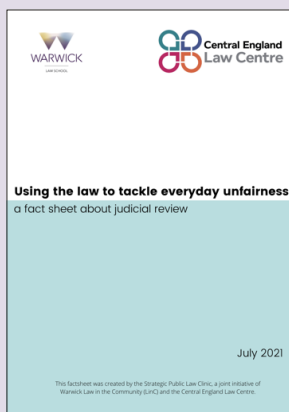 WARWICK
LAW SCHOOL
Central England
Law Centre
Using the law to tackle everyday unfairness
a fact sheet about judicial review
July 2021
This factsheet was created by the Strategic Public Law Clinic, a joint initiative of
Warwick Law in the Community (LinC) and the Central England Law Centre.